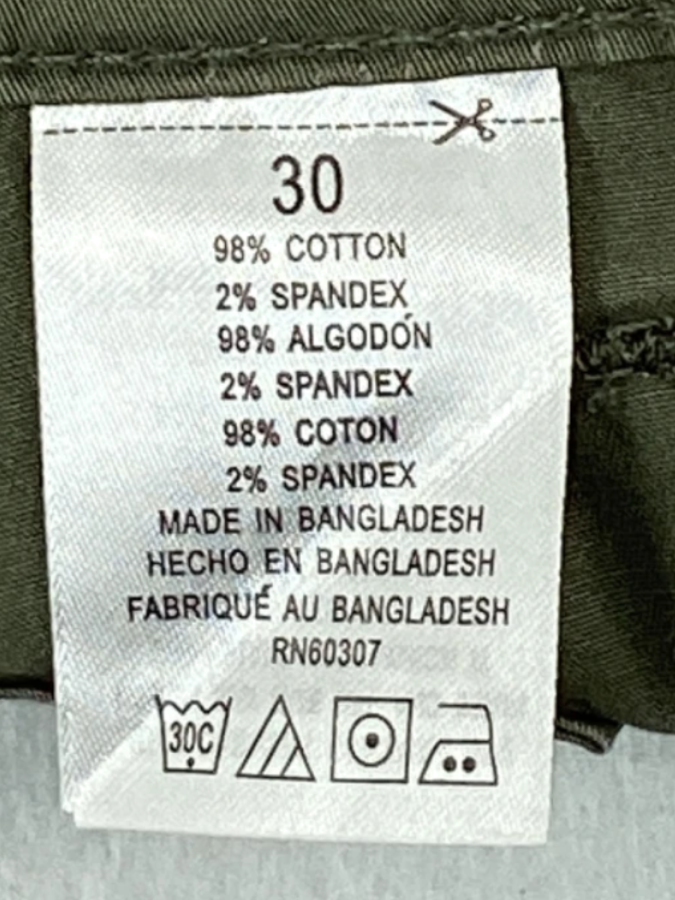 30
98% COTTON
2% SPANDEX
98% ALGODÓN
2% SPANDEX
98% COTON
2% SPANDEX
MADE IN BANGLADESH
HECHO EN BANGLADESH
FABRIQUÉ AU BANGLADESH
RN60307
30C